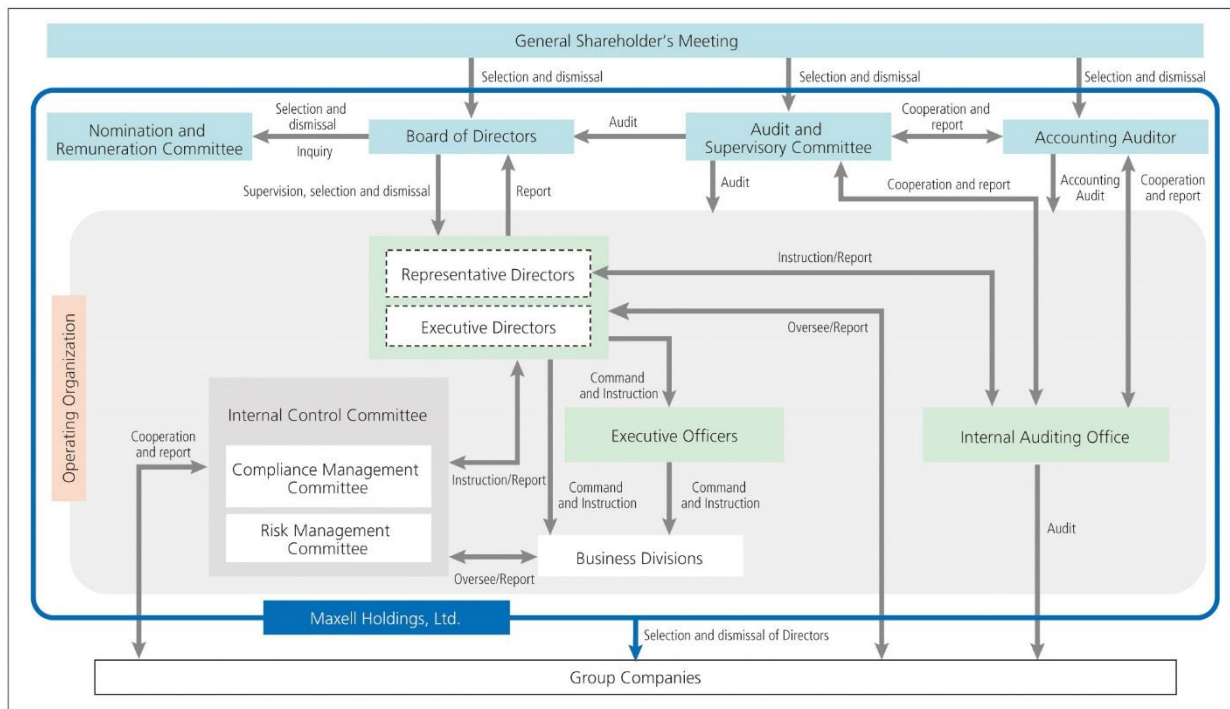 General Shareholder's Meeting
Selection and dismissal
Selection and dismissal
Selection and dismissal
Nomination and
Remuneration Committee
Selection and
dismissal
Inquiry
Board of Directors
Audit
Audit and
Supervisory Committee
Cooperation and
report
Accounting Auditor
Supervision, selection and dismissal
Report
Audit
Cooperation and report
Accounting
Audit
Cooperation
and report
Operating Organization
Representative Directors
Executive Directors
Instruction/Report
Oversee/Report
Command
and Instruction
Internal Control Committee
Compliance Management
Committee
Risk Management
Committee
Cooperation
and report
Instruction/Report
Executive Officers
Internal Auditing Office
Command
and Instruction
Command
and Instruction
Audit
Oversee/Report
Business Divisions
Maxell Holdings, Ltd.
Selection and dismissal of Directors
Group Companies